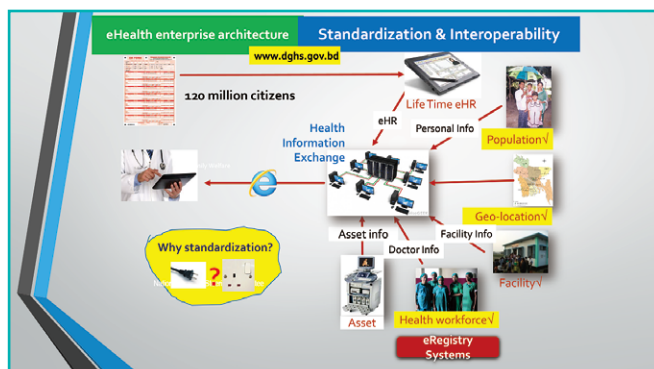 eHealth enterprise architecture
Standardization & Interoperability
www.dghs.gov.bd
120 million citizens
Life Time eHR
eHR
Personal Info
Population√
Health
Information
Exchange
Geo-location√
Why standardization?
?
Asset info
Doctor Info
Facility Info
Facility√
Asset
Health workforce√
eRegistry
Systems